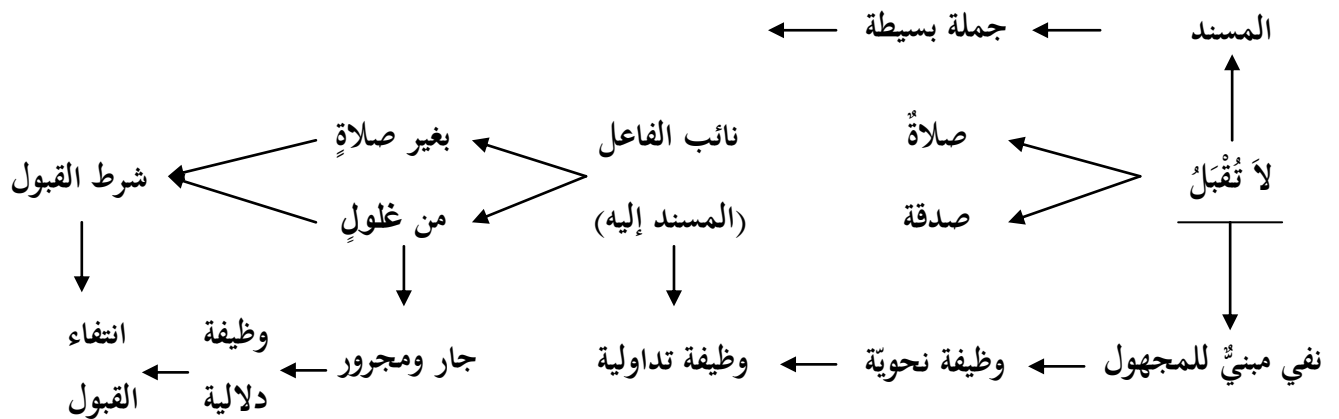 المسند جملة بسيطة
صلاةٌ نائب الفاعل بغير صلاةٍ
لاَ تُقْبَلُ شرط القبول
صدقة (المسند إليه) من غلولٍ
نفي مبنيٌّ للمجهول وظيفة نحويّة وظيفة تداولية جار ومجرور وظيفة دلالية انتفاء القبول